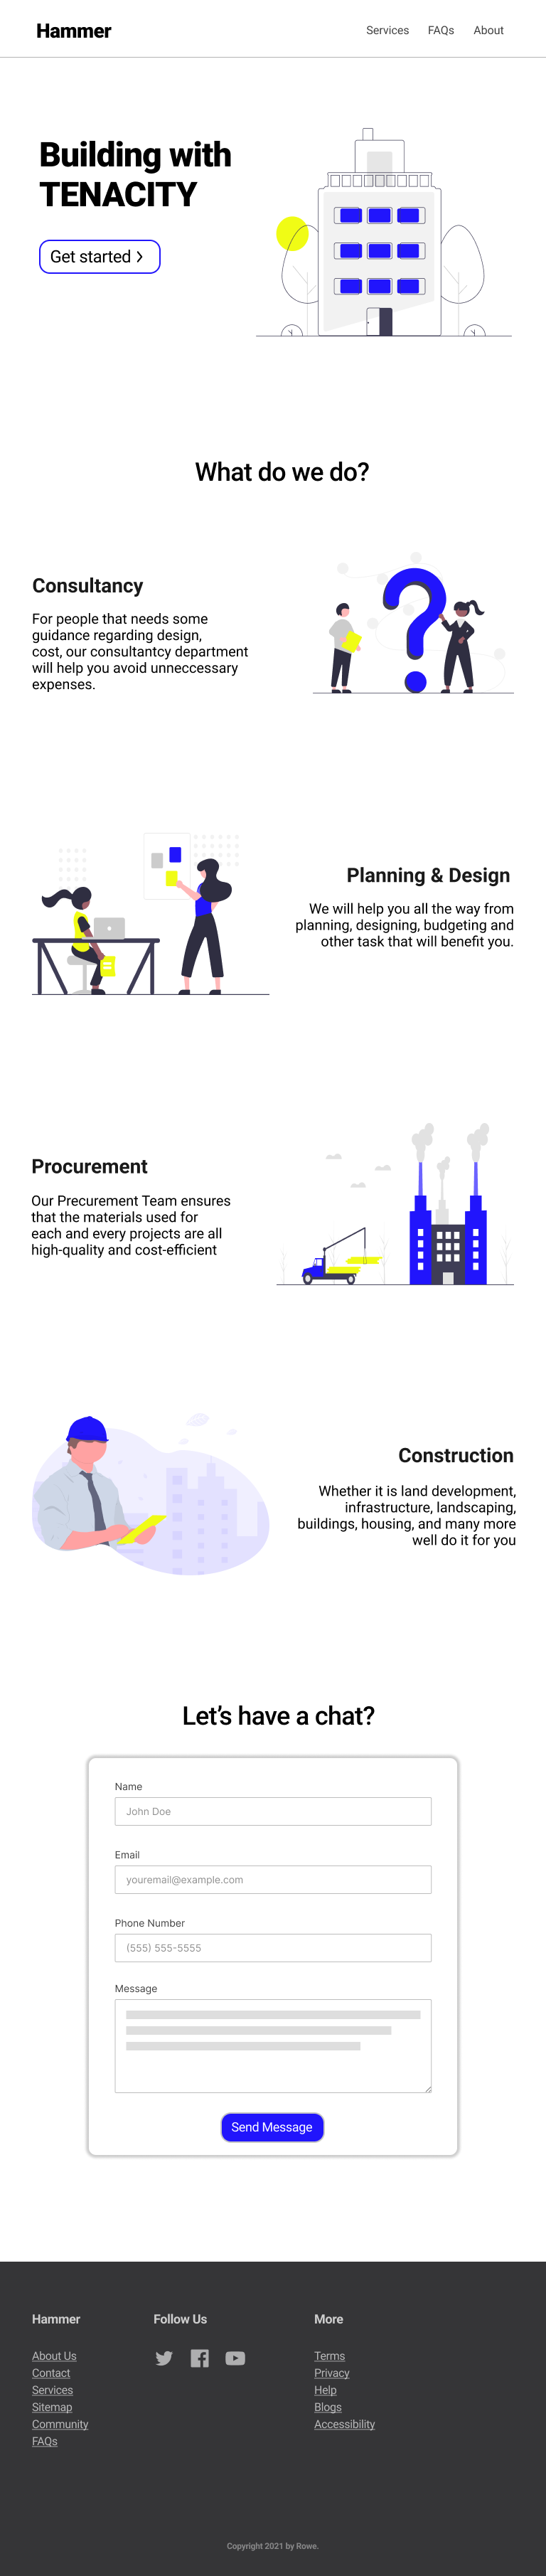 Hammer
Services
FAQs
About
Building with
TENACITY
Get started
What do we do?
Consultancy
For people that needs some
guidance regarding design,
cost, our consultantcy department
will help you avoid unneccessary
expenses.
Planning & Design
We will help you all the way from
planning, designing, budgeting and
other task that will benefit you.
Procurement
Our Procurement Team ensures
that the materials used for
each and every projects are all
high-quality and cost-efficient
Construction
Whether it is land development,
infrastructure, landscaping,
buildings, housing, and many more
well do it for you
Let’s have a chat?
Name
John Doe
Email
youremail@example.com
Phone Number
(555) 555-5555
Message
Send Message
Hammer
About Us
Contact
Services
Sitemap
Community
FAQs
Follow Us
More
Terms
Privacy
Help
Blogs
Accessibility
Copyright 2021 by Rowe.